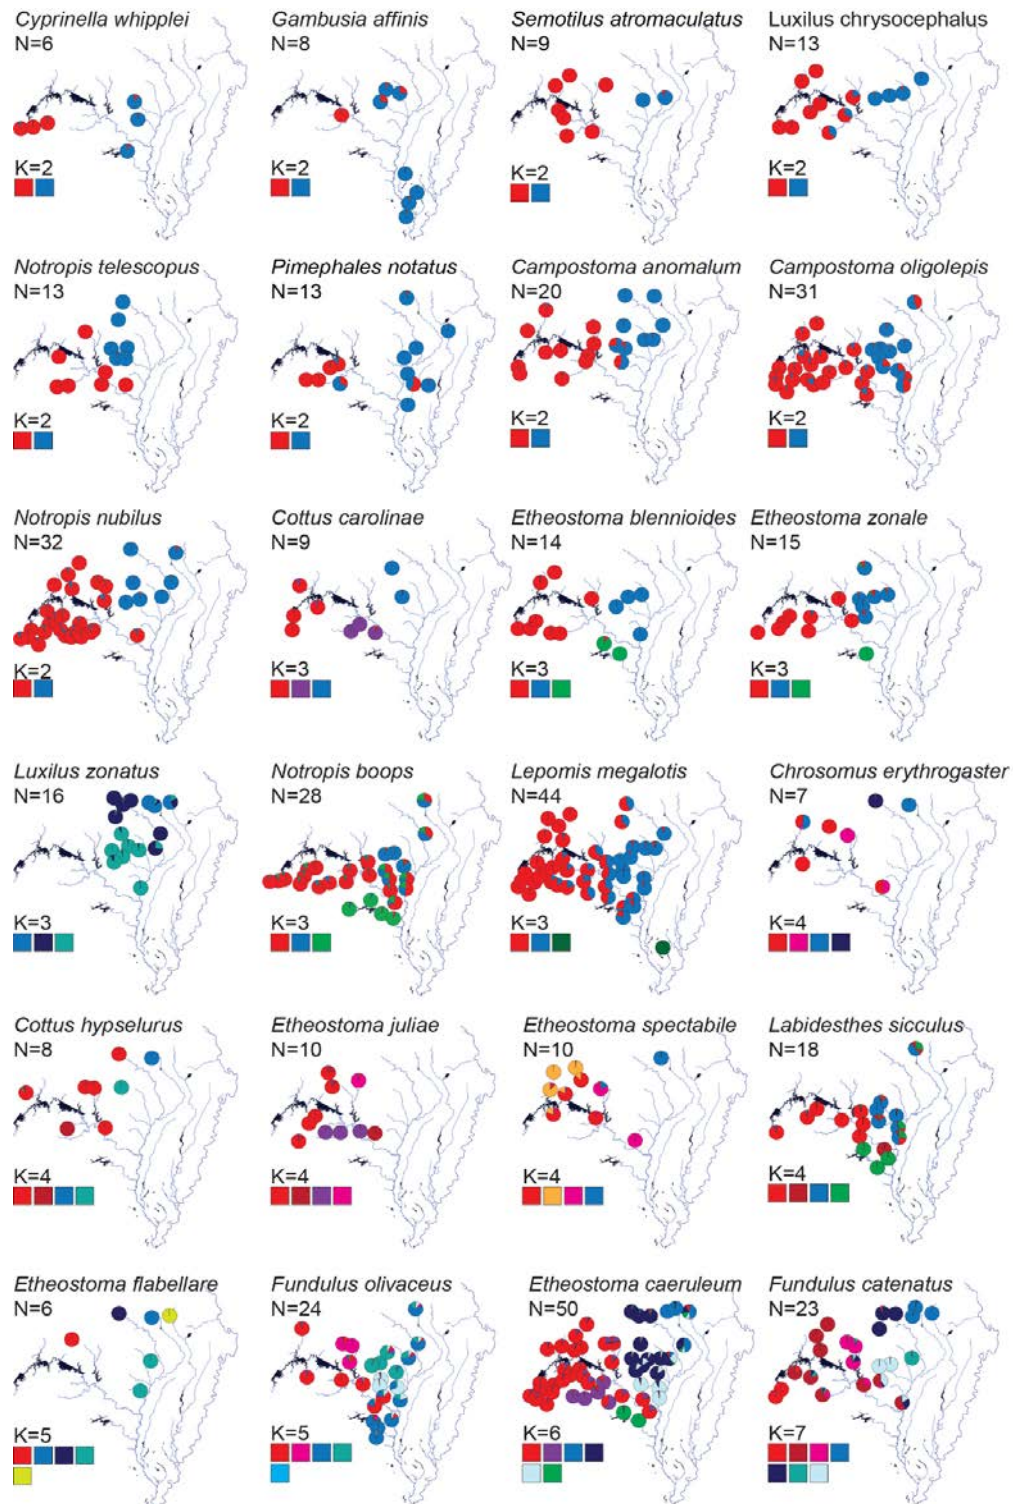 Cyprinella whipplei
N=6
K=2
Gambusia affinis
N=8
K=2
Semotilus atromaculatus
N=9
K=2
Luxilus chrysocephalus
N=13
K=2
Notropis telescopus
N=13
K=2
Pimephales notatus
N=13
K=2
Campostoma anomalum
N=20
K=2
Campostoma oligolepis
N=31
K=2
Notropis nubilus
N=32
K=2
Cottus carolinae
N=9
K=3
Etheostoma blennioides
N=14
K=3
Etheostoma zonale
N=15
K=3
Luxilus zonatus
N=16
K=3
Notropis boops
N=28
K=3
Lepomis megalotis
N=44
K=3
Chrosomus erythrogaster
N=7
K=4
Cottus hypselurus
N=8
K=4
Etheostoma juliae
N=10
K=4
Etheostoma spectabile
N=10
K=4
Labidesthes sicculus
N=18
K=4
Etheostoma flabellare
N=6
K=5
Fundulus olivaceus
N=24
K=5
Etheostoma caeruleum
N=50
K=6
Fundulus catenatus
N=23
K=7